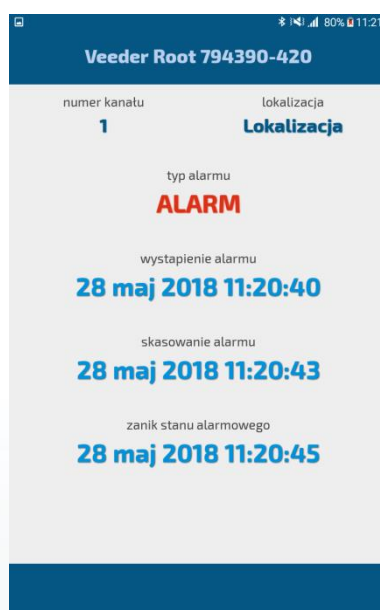 80% 11:21
Veeder Root 794390-420
numer kanału lokalizacja
1 Lokalizacja
typ alarmu
ALARM
wystapienie alarmu
28 maj 2018 11:20:40
skasowanie alarmu
28 maj 2018 11:20:43
zanik stanu alarmowego
28 maj 2018 11:20:45